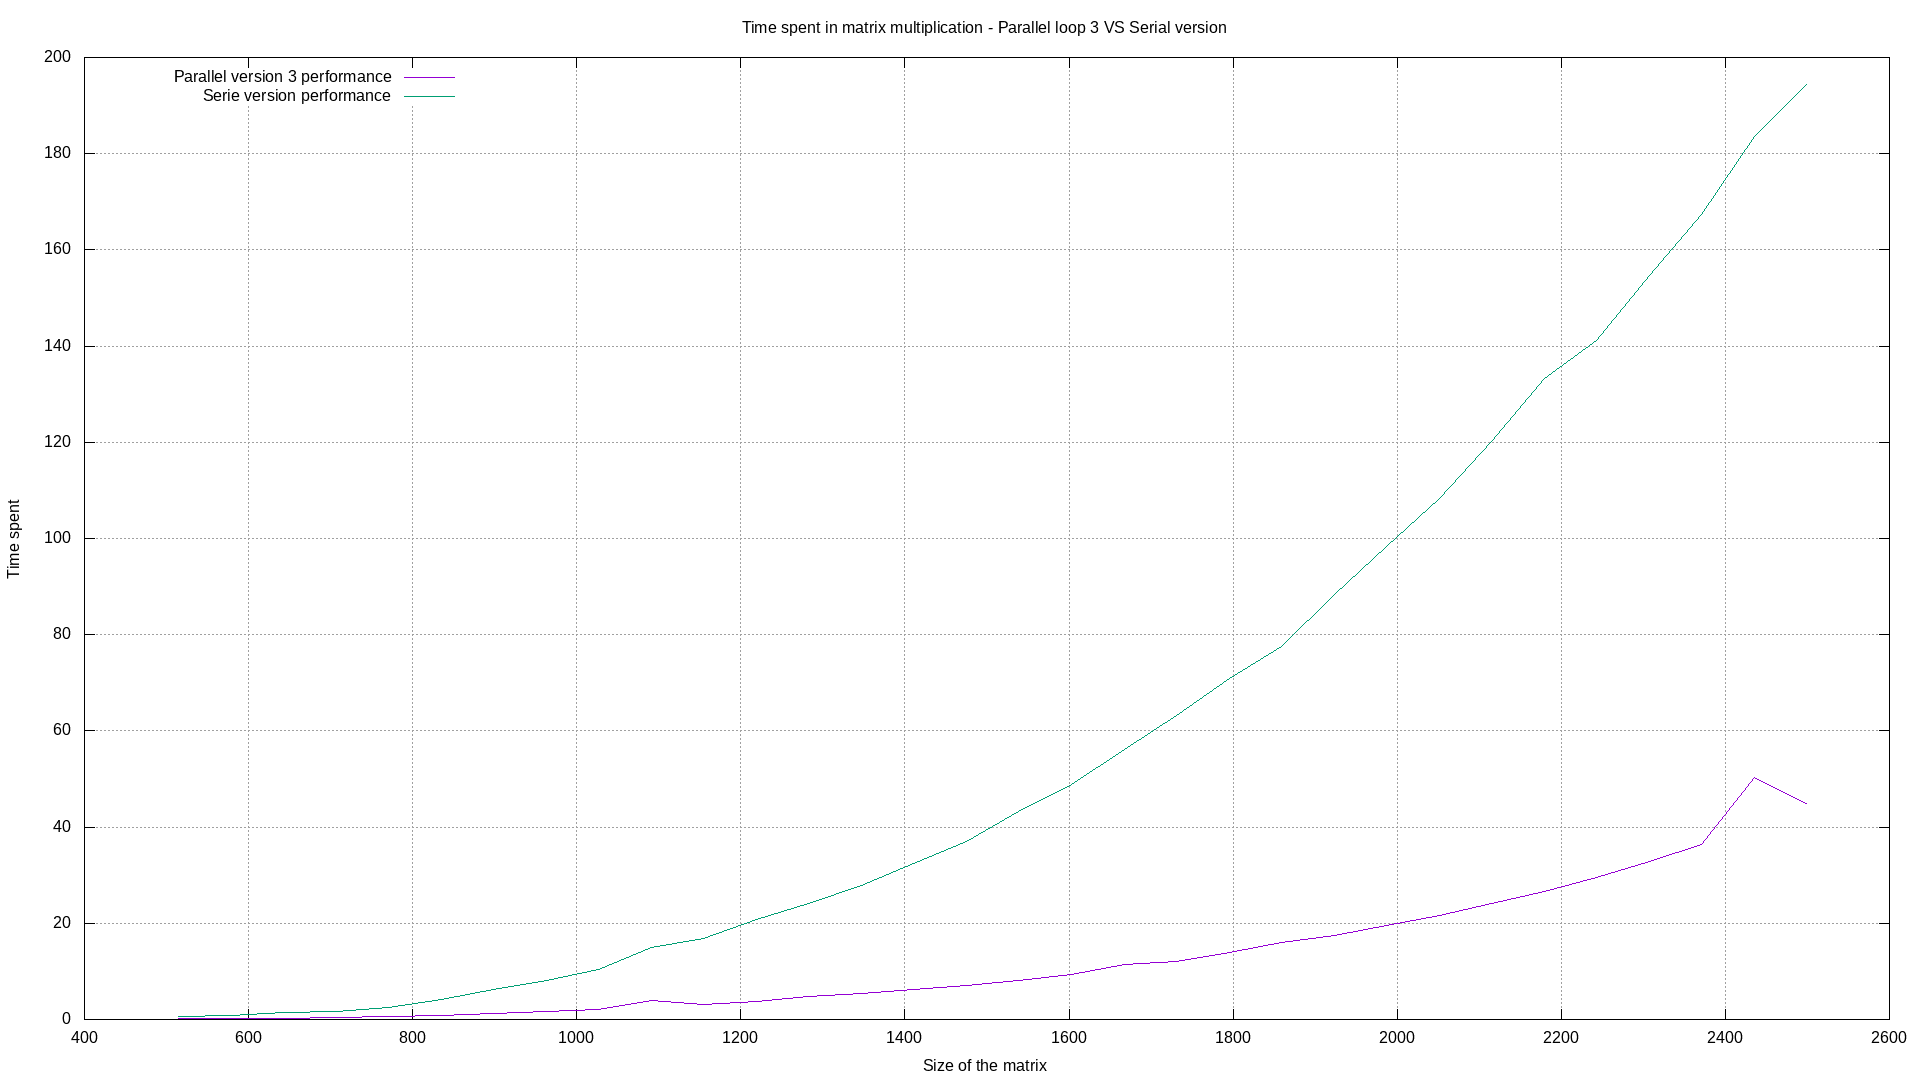 Time spent in matrix multiplication - Parallel loop 3 VS Serial version
Parallel version 3 performance
Serie version performance
200
180
160
140
120
100
80
60
40
20
0
Time spent
400 600 800 1000 1200 1400 1600 1800 2000 2200 2400 2600
Size of the matrix